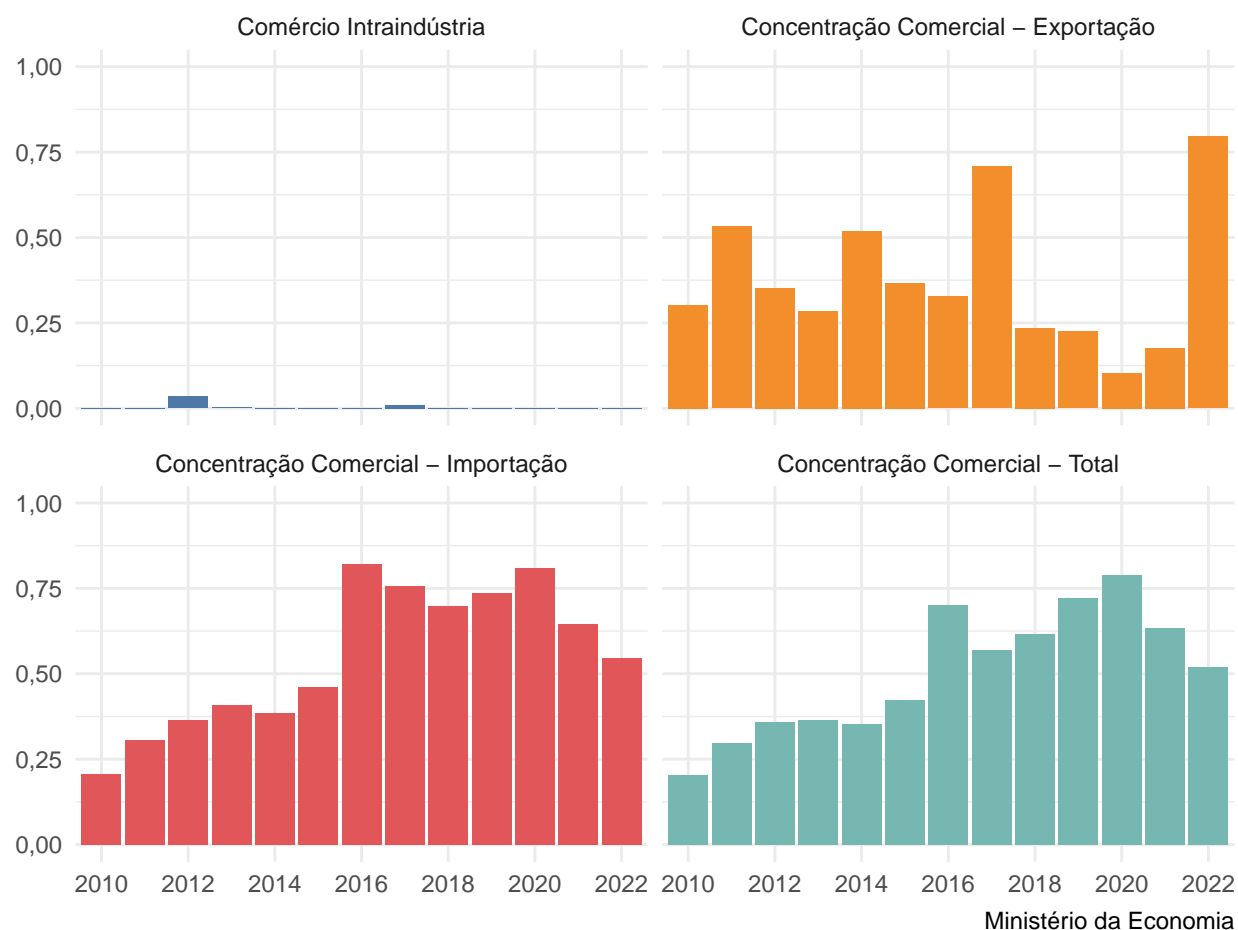 Comércio Intraindústria
Concentração Comercial – Exportação
1,00
0,75
0,50
0,25
0,00
Concentração Comercial – Importação
Concentração Comercial – Total
1,00
0,75
0,50
0,25
0,00
2010 2012 2014 2016 2018 2020 2022
2010 2012 2014 2016 2018 2020 2022
Ministério da Economia